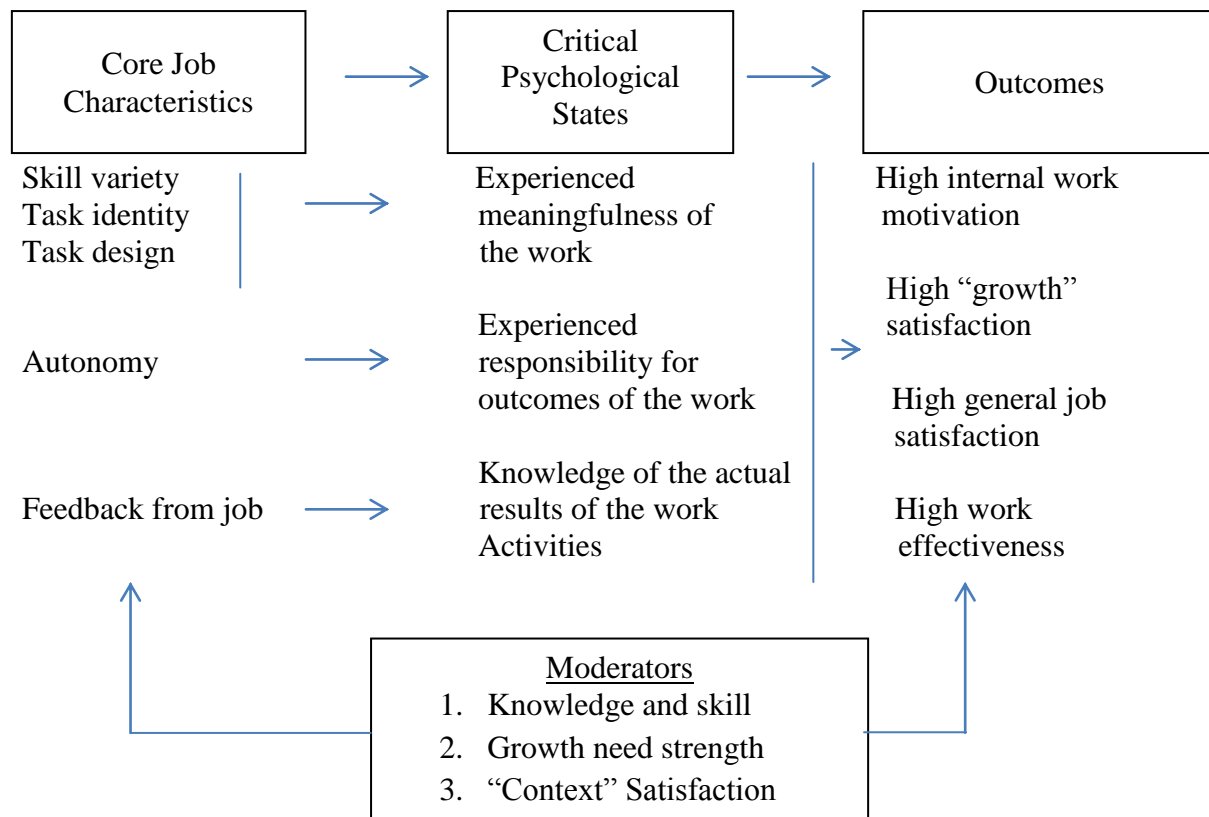 Core Job
Characteristics
Critical
Psychological
States
Outcomes
Skill variety
Task identity
Task design
Experienced
meaningfulness of
the work
High internal work
motivation
High “growth”
satisfaction
Autonomy
Experienced
responsibility for
outcomes of the work
High general job
satisfaction
Feedback from job
Knowledge of the actual
results of the work
Activities
High work
effectiveness
Moderators
1. Knowledge and skill
2. Growth need strength
3. “Context” Satisfaction